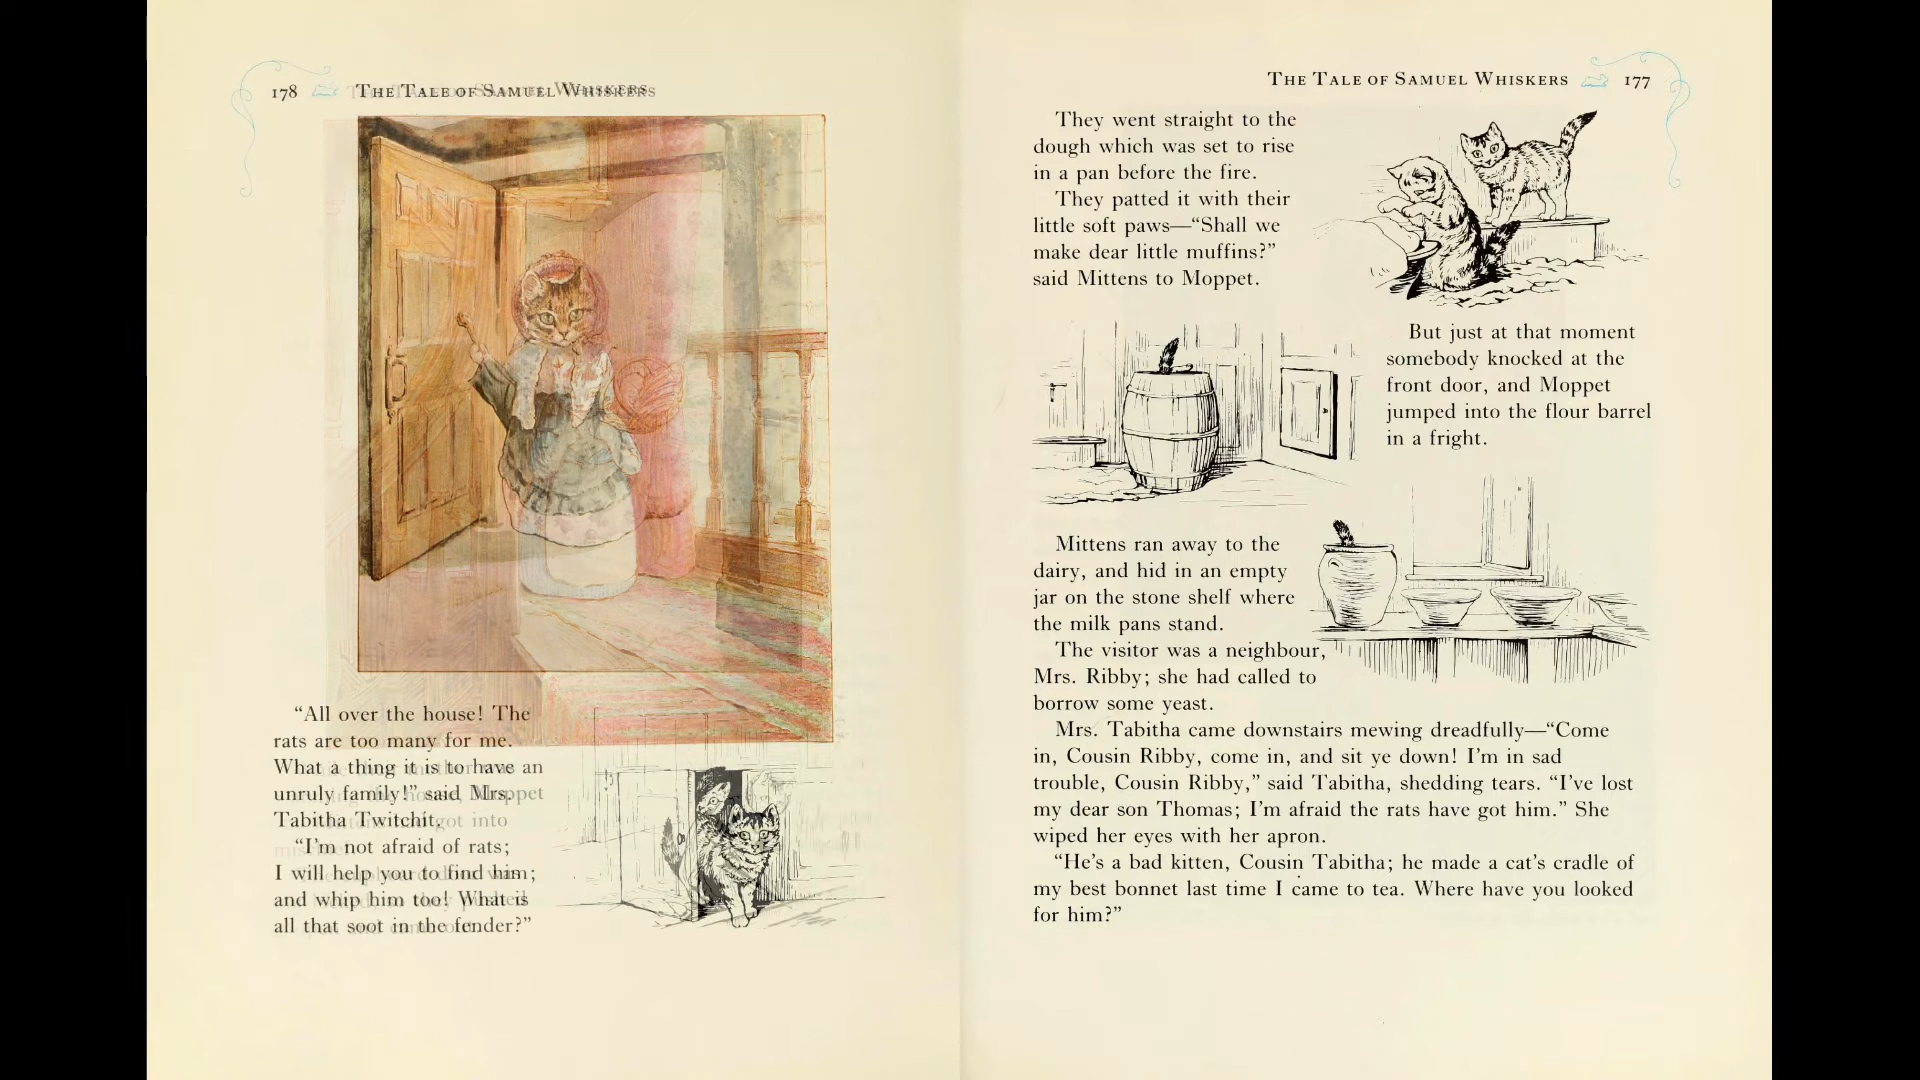 178
THE TALE OF SAMUEL WHISKERS
"All over the house! The
rats are too many for me.
What a thing it is to have an
unruly family!" said Mrs.
Tabitha Twitchit.
"I'm not afraid of rats;
I will help you to find him;
and whip him too! What is
all that soot in the fender?"
THE TALE OF SAMUEL WHISKERS
177
They went straight to the
dough which was set to rise
in a pan before the fire.
They patted it with their
little soft paws—"Shall we
make dear little muffins?"
said Mittens to Moppet.
But just at that moment
somebody knocked at the
front door, and Moppet
jumped into the flour barrel
in a fright.
Mittens ran away to the
dairy, and hid in an empty
jar on the stone shelf where
the milk pans stand.
The visitor was a neighbour,
Mrs. Ribby; she had called to
borrow some yeast.
Mrs. Tabitha came downstairs mewing dreadfully—"Come
in, Cousin Ribby, come in, and sit ye down! I'm in sad
trouble, Cousin Ribby," said Tabitha, shedding tears. "I've lost
my dear son Thomas; I'm afraid the rats have got him." She
wiped her eyes with her apron.
"He's a bad kitten, Cousin Tabitha; he made a cat's cradle of
my best bonnet last time I came to tea. Where have you looked
for him?"